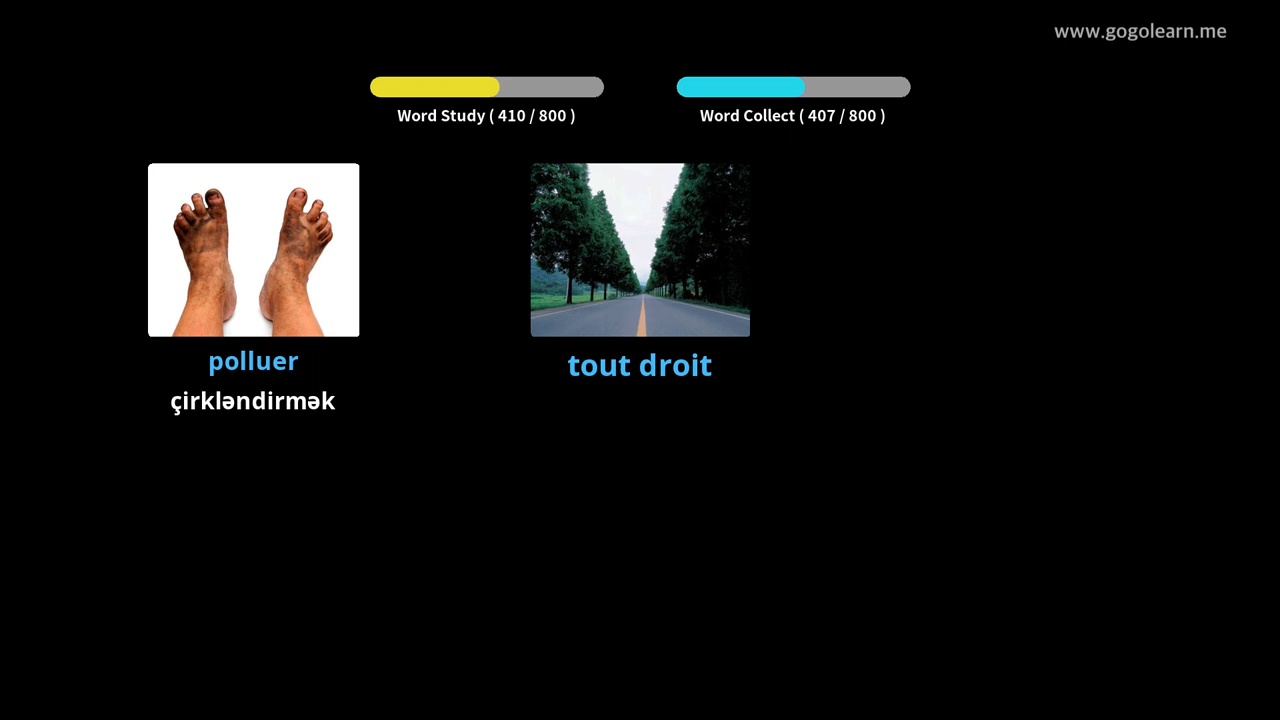 www.gogolearn.me
Word Study ( 410 / 800 )
Word Collect ( 407 / 800 )
polluer
çirkləndirmək
tout droit